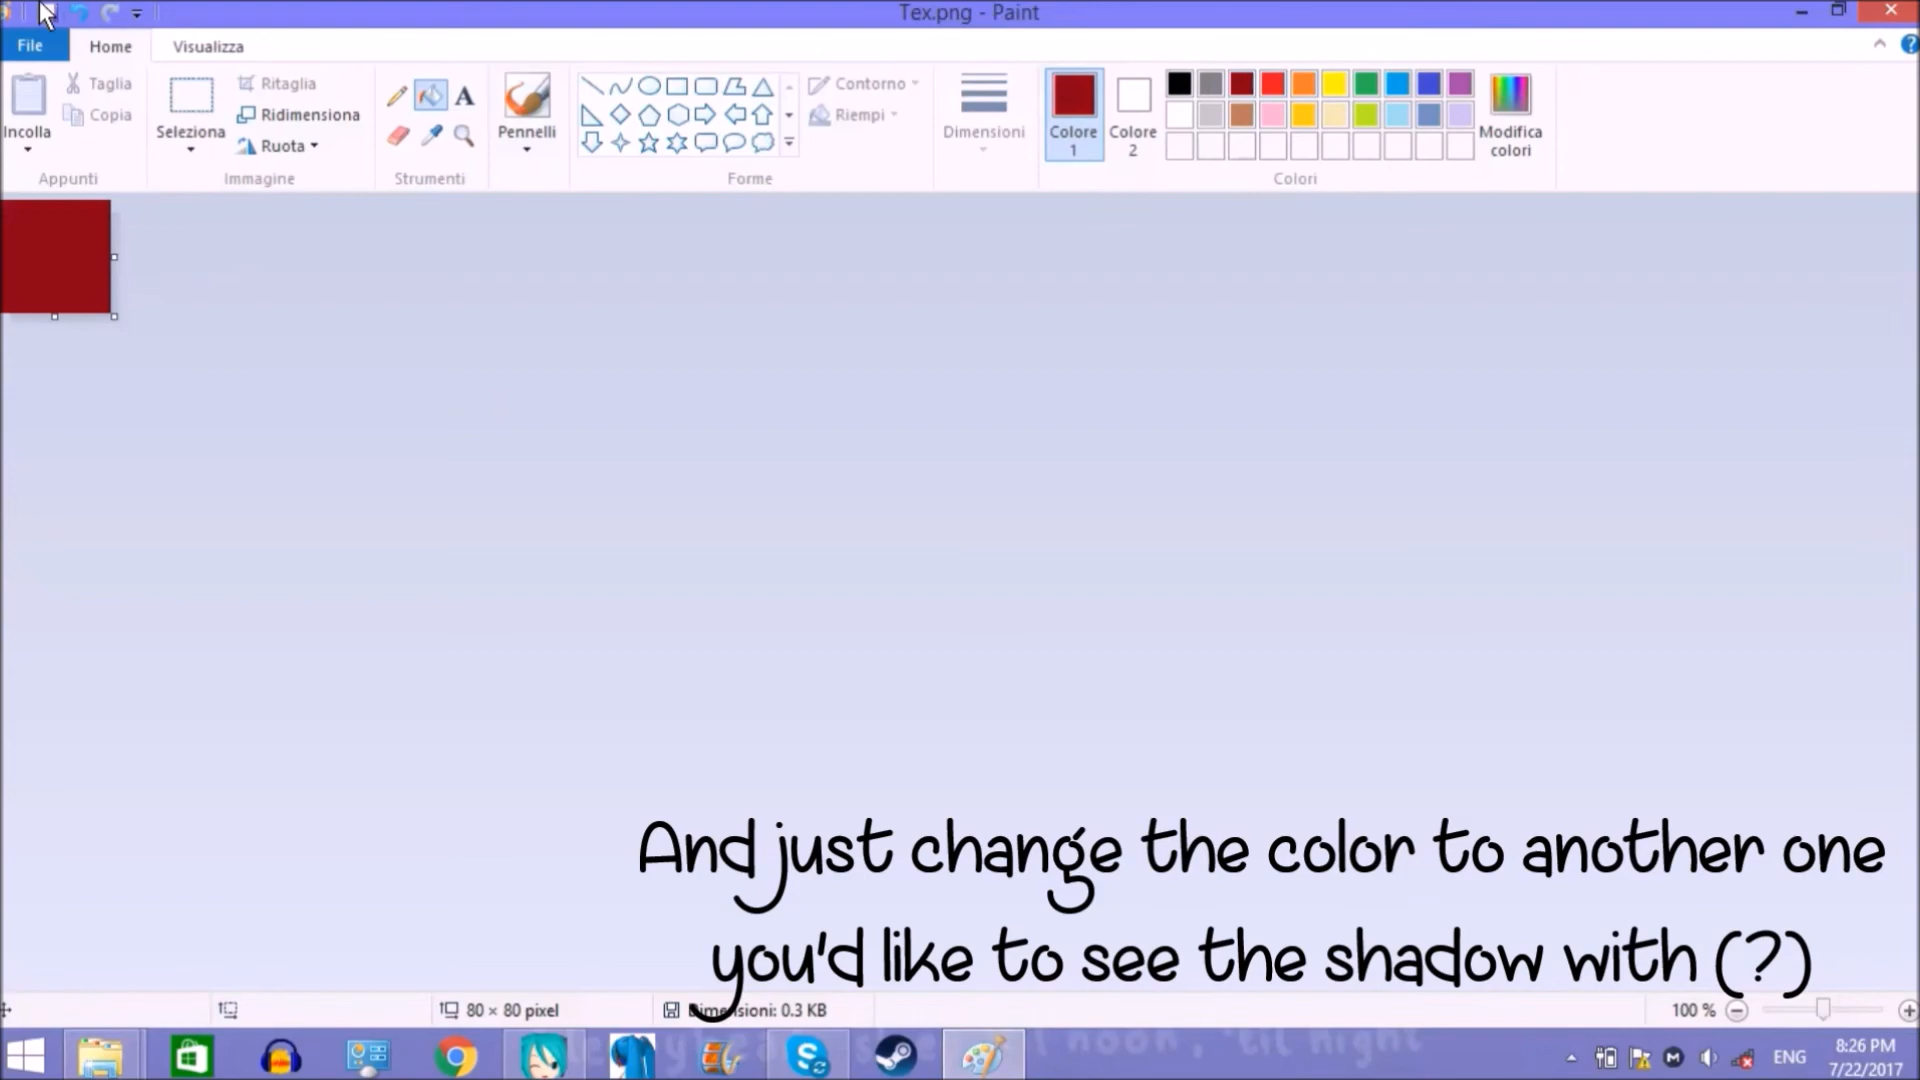 Tex.png - Paint
File Home Visualizza
Incolla
Taglia
Copia
Appunti
Seleziona
Ritaglia
Ridimensiona
Ruota
Immagine
A
Strumenti
Pennelli
Forme
Contorno
Riempi
Dimensioni
Colore
1
Colore
2
Modifica
colori
Colori
And just change the color to another one
you'd like to see the shadow with (?)
80 × 80 pixel
Dimensioni: 0.3 KB
100 %
noon, 'til night
ENG
8:26 PM
7/22/2017